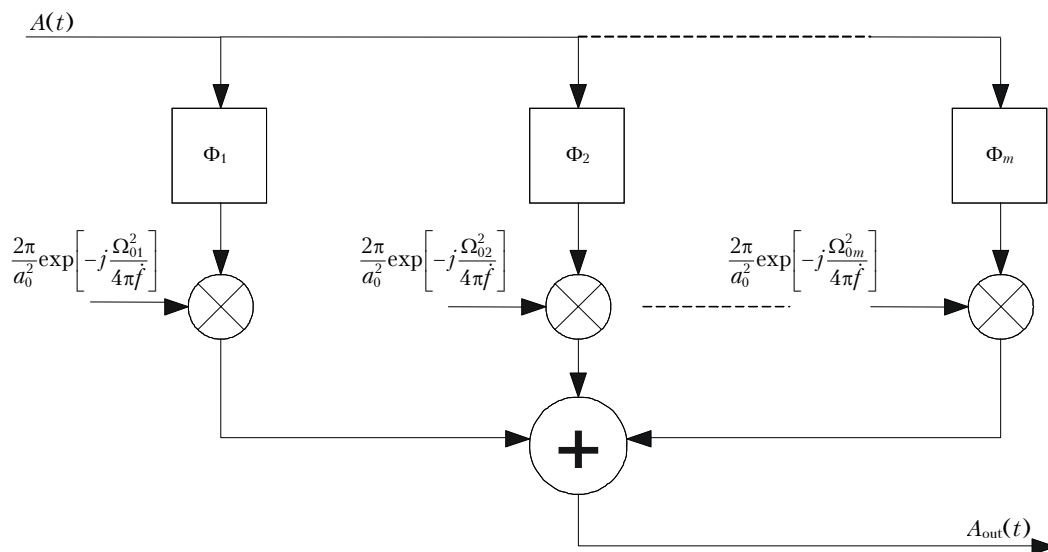 A(t)
Φ₁
Φ₂
Φₘ
2π/a₀² exp[−j Ω₀₁²/4πḟ]
2π/a₀² exp[−j Ω₀₂²/4πḟ]
2π/a₀² exp[−j Ω₀ₘ²/4πḟ]
+
Aout(t)